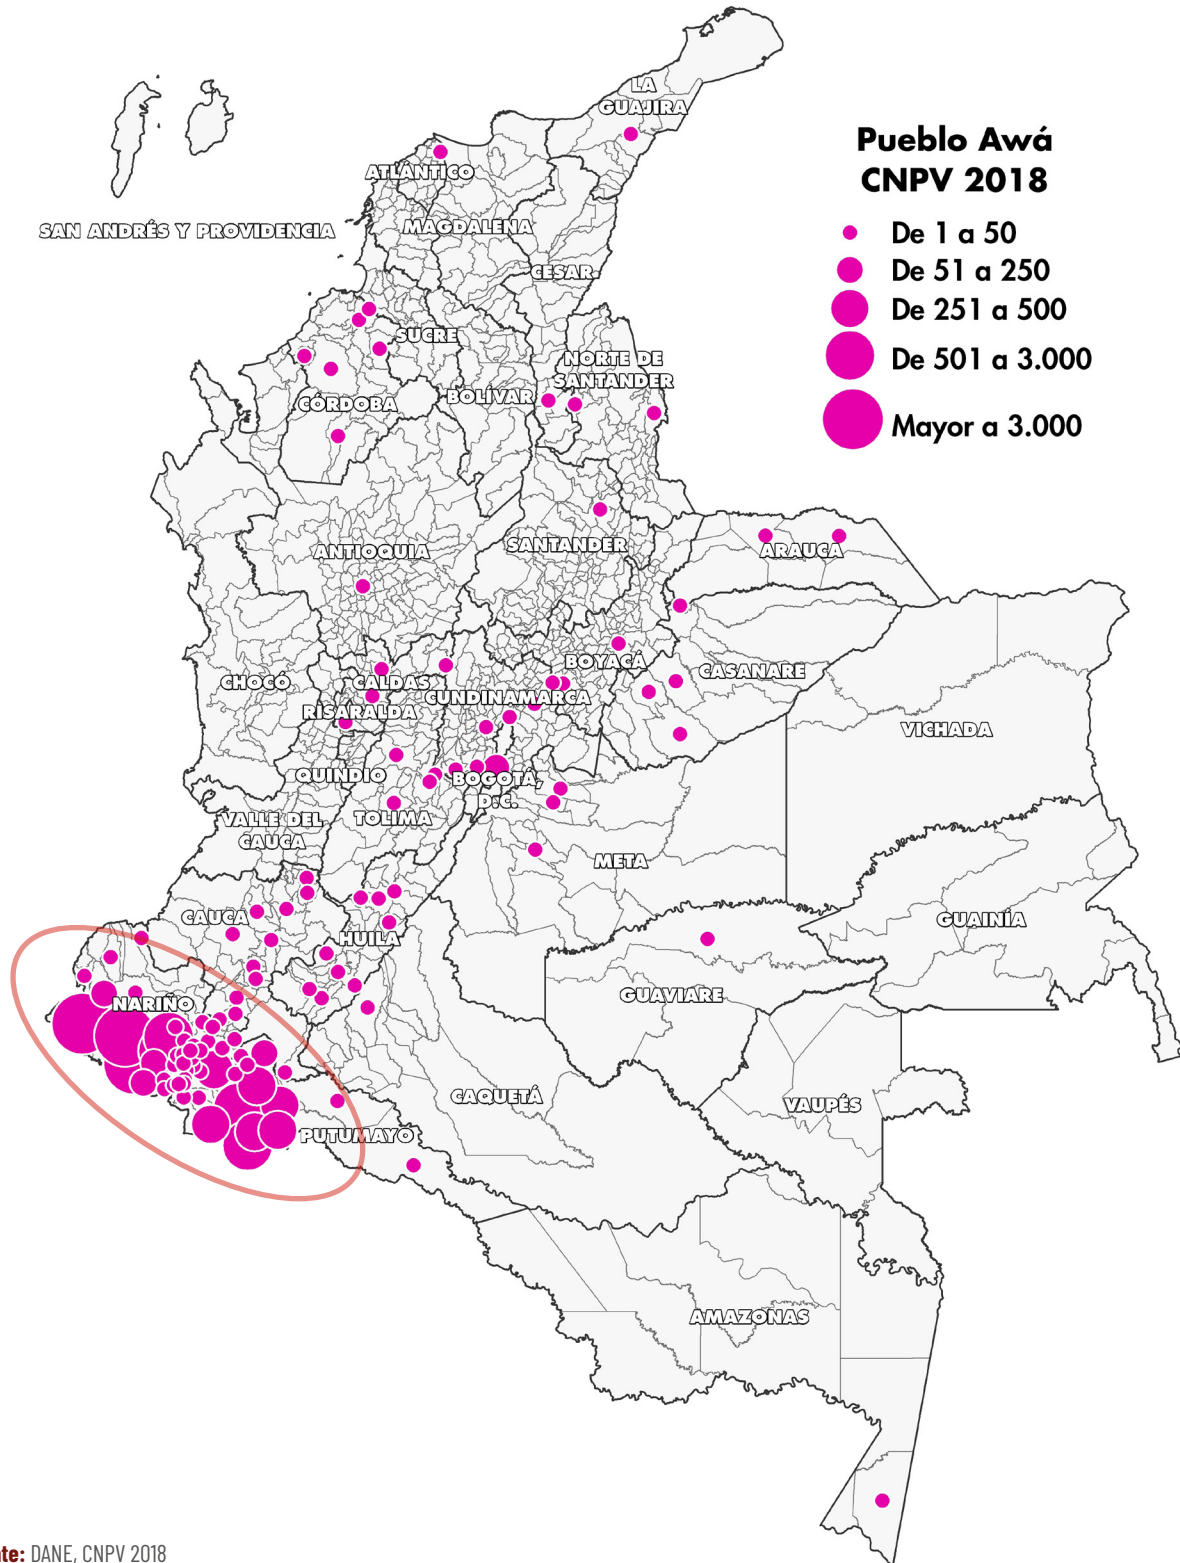 LA
GUAJIRA
ATLÁNTICO
MAGDALENA
SAN ANDRÉS Y PROVIDENCIA
CESAR
Pueblo Awá
CNPV 2018
De 1 a 50
De 51 a 250
De 251 a 500
De 501 a 3.000
Mayor a 3.000
SUCRE
NORTE DE
SANTANDER
BOLÍVAR
CÓRDOBA
ANTIOQUIA
SANTANDER
ARAUCA
BOYACÁ
CASANARE
CHOCÓ
CALDAS
CUNDINAMARCA
RISARALDA
VICHADA
QUINDIO
BOGOTÁ,
D.C.
VALLE DEL
CAUCA
TOLIMA
META
CAUCA
GUAINÍA
HUILA
NARIÑO
GUAVIARE
CAQUETÁ
VAUPÉS
PUTUMAYO
AMAZONAS
nte: DANE, CNPV 2018